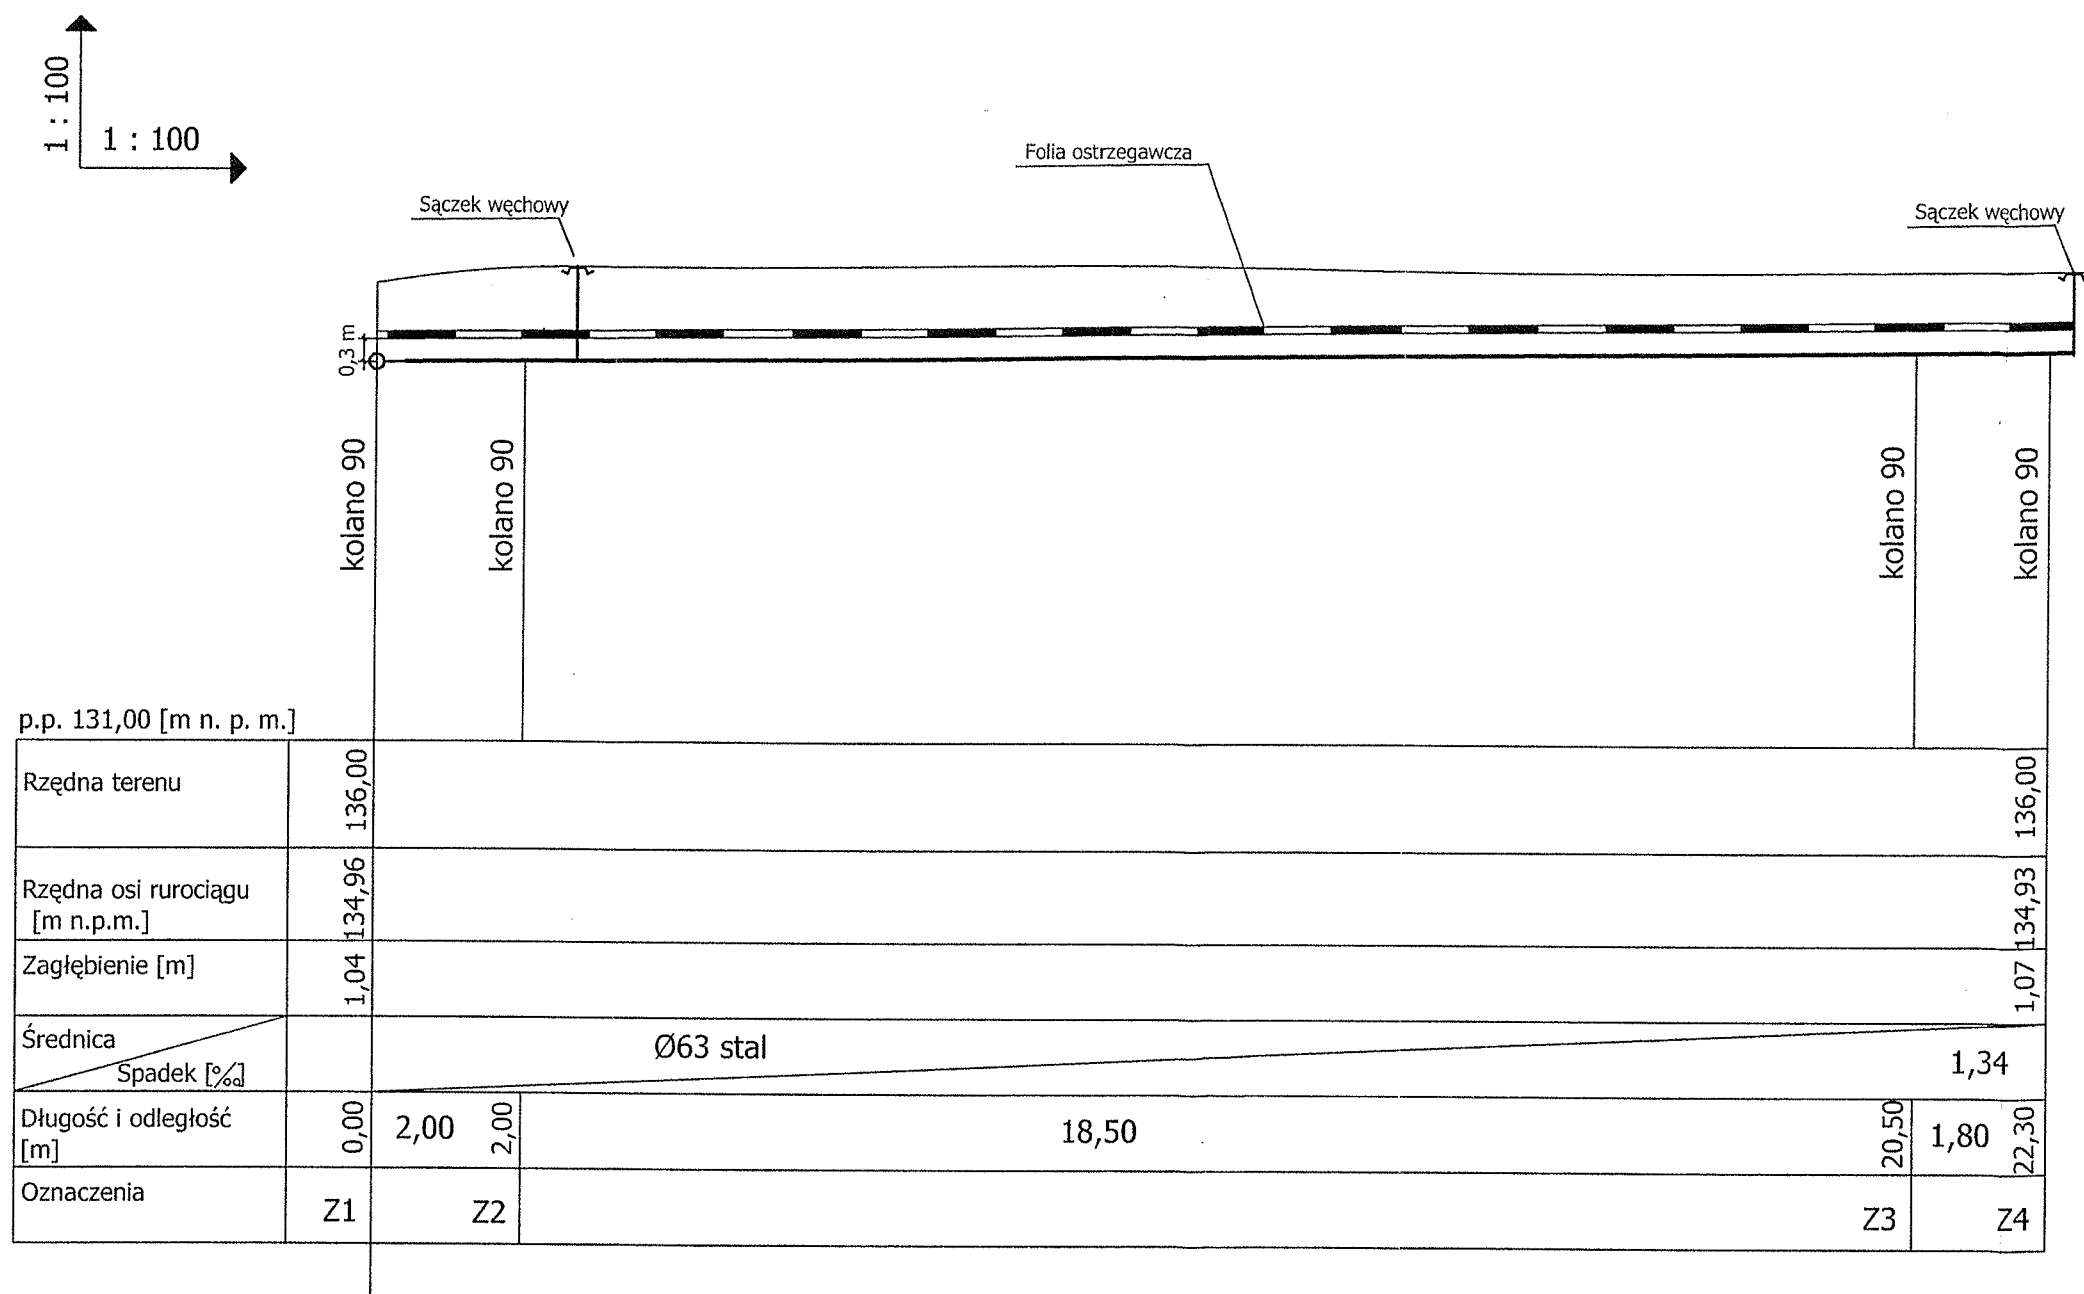 1 : 100
1 : 100
Folia ostrzegawcza
Sączek węchowy
Sączek węchowy
0,3 m
kolano 90
kolano 90
kolano 90
kolano 90
p.p. 131,00 [m n. p. m.]
Rzędna terenu
136,00
136,00
Rzędna osi rurociągu
[m n.p.m.]
134,96
134,93
Zagłębienie [m]
1,04
1,07
Średnica
Spadek [‰]
Ø63 stal
1,34
Długość i odległość
[m]
0,00
2,00
2,00
18,50
20,50
1,80
22,30
Oznaczenia
Z1
Z2
Z3
Z4